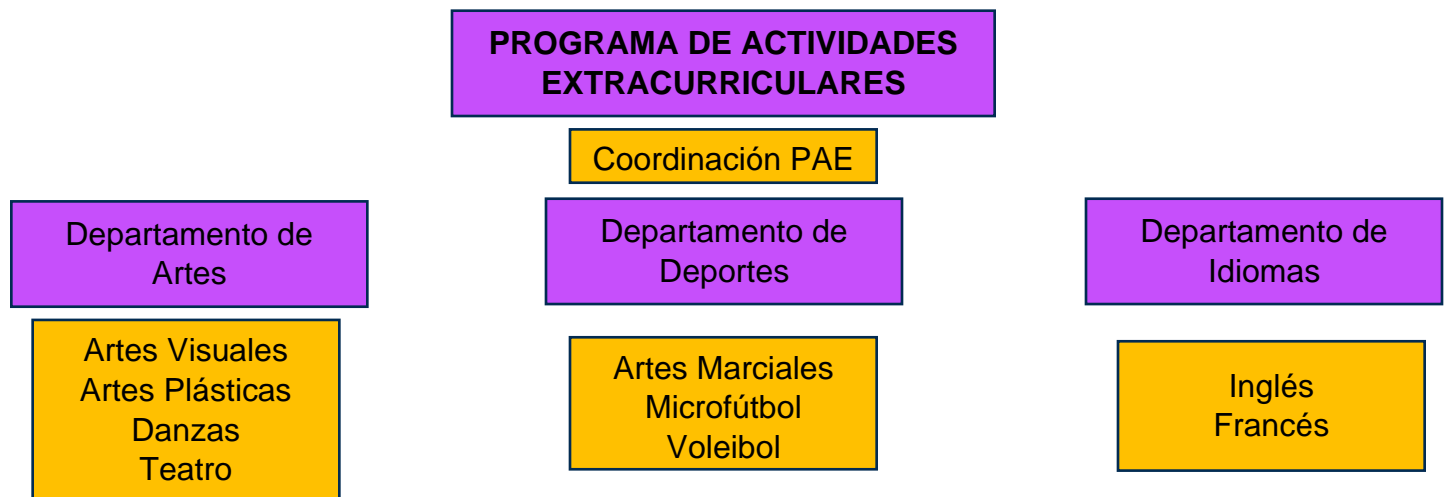 PROGRAMA DE ACTIVIDADES
EXTRACURRICULARES
Coordinación PAE
Departamento de
Artes
Departamento de
Deportes
Departamento de
Idiomas
Artes Visuales
Artes Plásticas
Danzas
Teatro
Artes Marciales
Microfútbol
Voleibol
Inglés
Francés